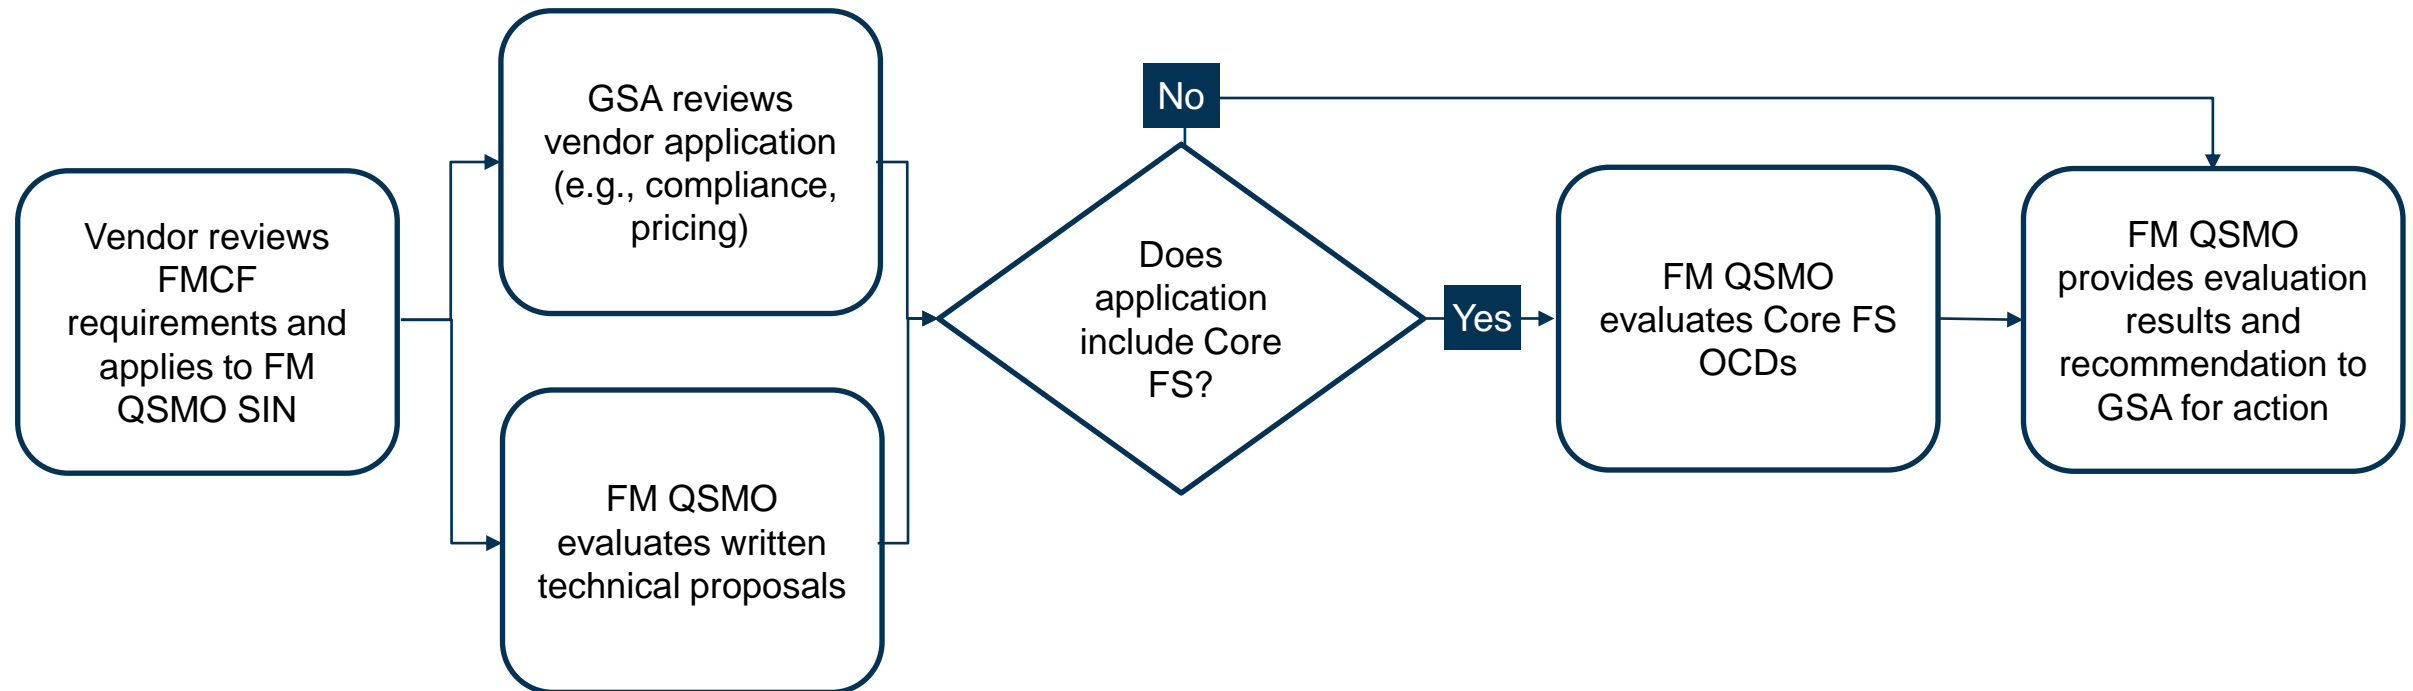 Vendor reviews
FMCF
requirements and
applies to FM
QSMO SIN
GSA reviews
vendor application
(e.g., compliance,
pricing)
FM QSMO
evaluates written
technical proposals
Does
application
include Core
FS?
No
Yes
FM QSMO
evaluates Core FS
OCDs
FM QSMO
provides evaluation
results and
recommendation to
GSA for action